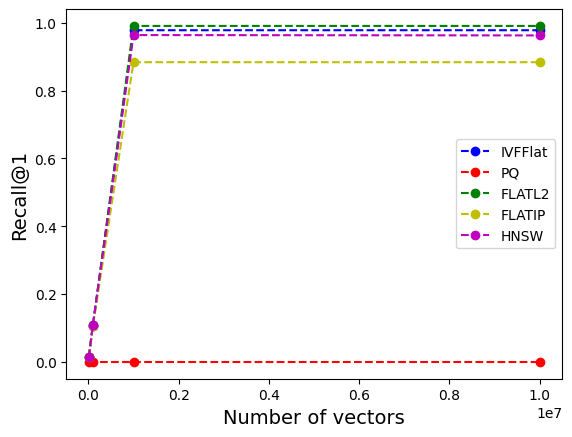 1.0
0.8
0.6
0.4
0.2
0.0
Recall@1
IVFFlat
PQ
FLATL2
FLATIP
HNSW
0.0 0.2 0.4 0.6 0.8 1.0
1e7
Number of vectors